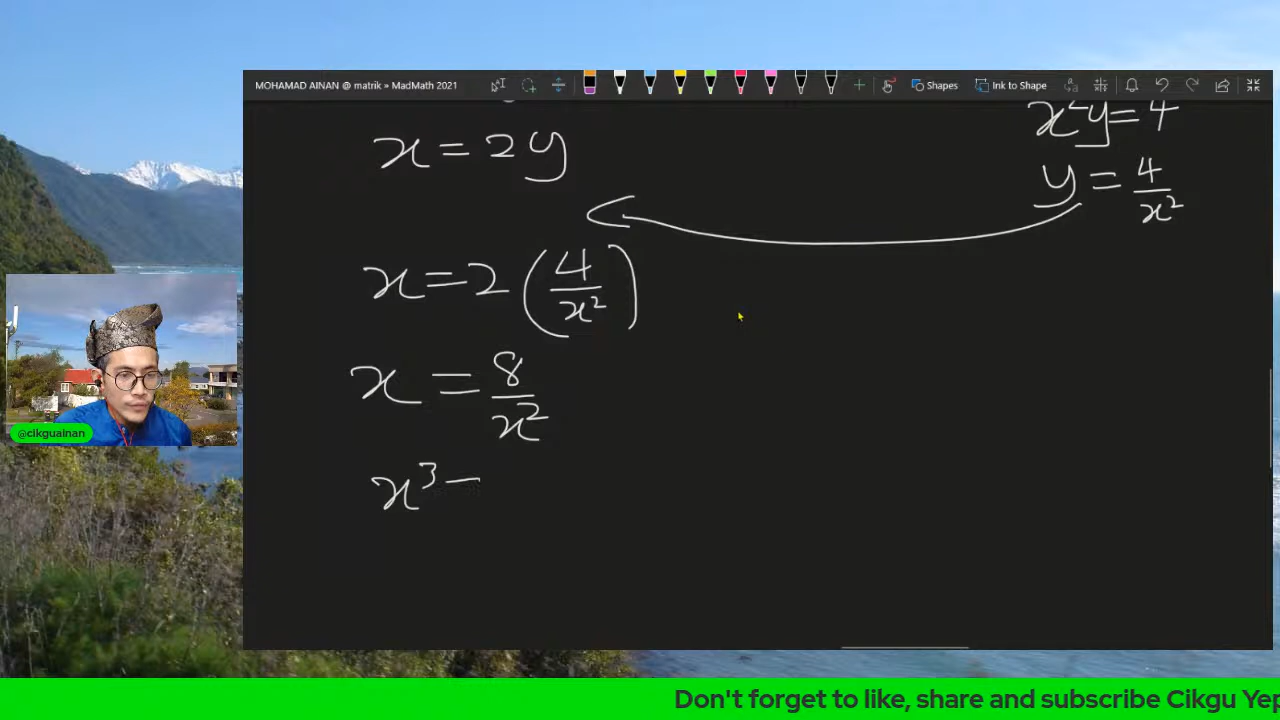 MOHAMAD AINAN @ matrik » MadMath 2021
Shapes
Ink to Shape
x²y=4
x = 2y
y = 4/x²
x = 2(4/x²)
x = 8/x²
x³ –
@cikguainan
Don't forget to like, share and subscribe Cikgu Yep